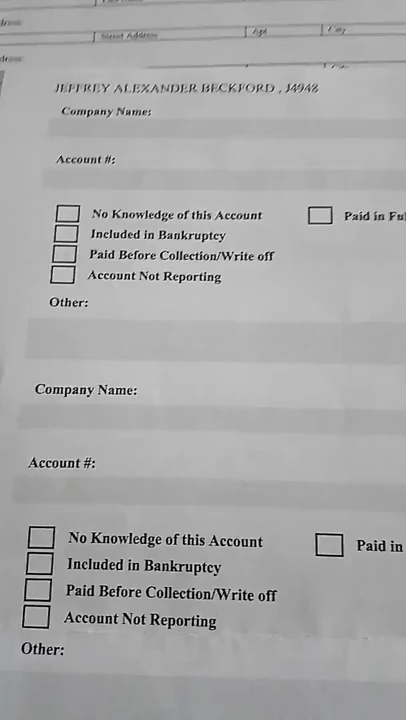 Street Address Apt City
JEFFREY ALEXANDER BECKFORD , J4948
Company Name:
Account #:
No Knowledge of this Account
Paid in Ful
Included in Bankruptcy
Paid Before Collection/Write off
Account Not Reporting
Other:
Company Name:
Account #:
No Knowledge of this Account
Paid in
Included in Bankruptcy
Paid Before Collection/Write off
Account Not Reporting
Other: